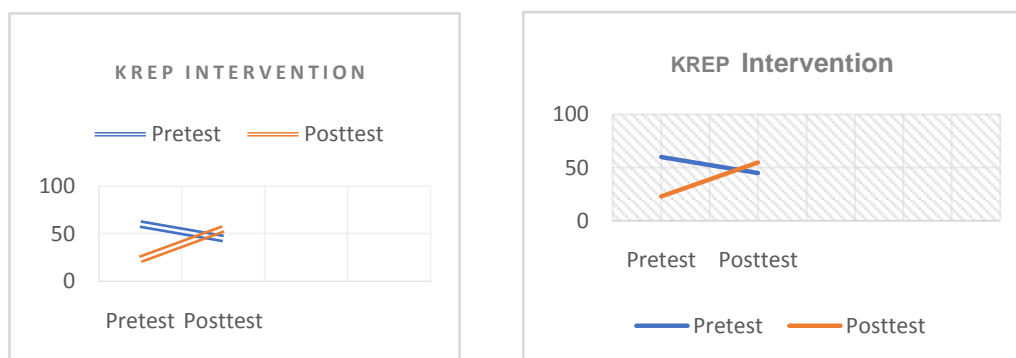 KREP INTERVENTION
Pretest Posttest
100
50
0
Pretest Posttest
KREP Intervention
100
50
0
Pretest Posttest
Pretest Posttest